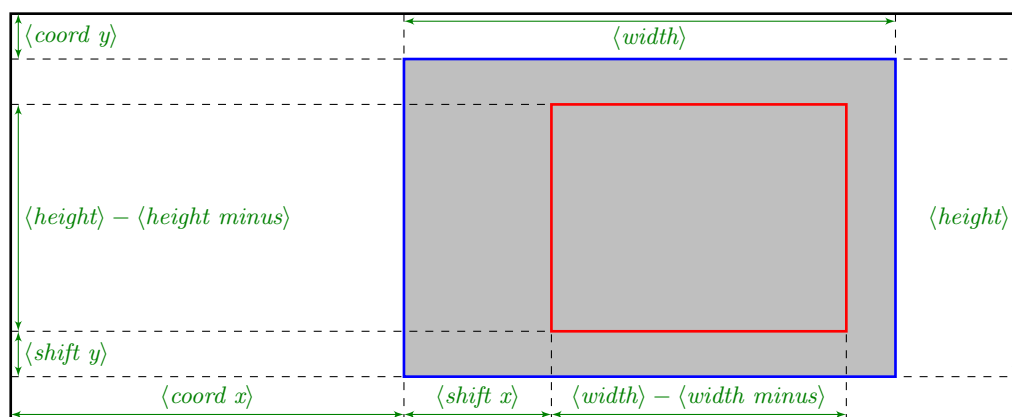 ⟨coord y⟩
⟨width⟩
⟨height⟩ − ⟨height minus⟩
⟨height⟩
⟨shift y⟩
⟨coord x⟩
⟨shift x⟩
⟨width⟩ − ⟨width minus⟩